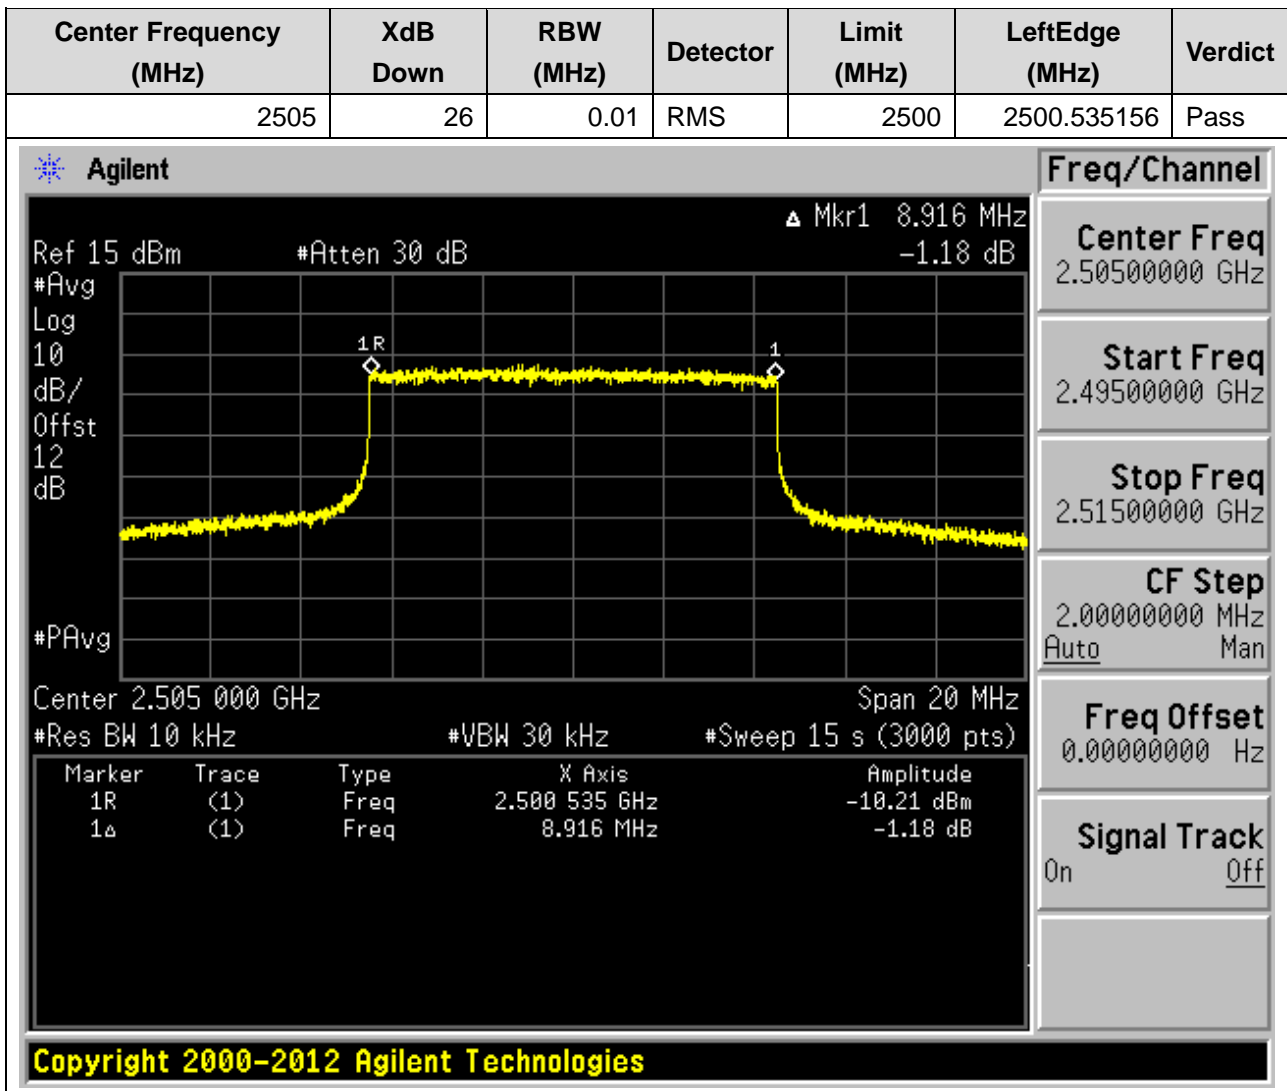 Center Frequency (MHz) XdB Down RBW (MHz) Detector Limit (MHz) LeftEdge (MHz) Verdict
2505 26 0.01 RMS 2500 2500.535156 Pass
Agilent
Freq/Channel
Δ Mkr1 8.916 MHz
Ref 15 dBm #Atten 30 dB -1.18 dB
#Avg
Log
10
dB/
Offst
12
dB
1R
1
#PAvg
Center 2.505 000 GHz Span 20 MHz
#Res BW 10 kHz #VBW 30 kHz #Sweep 15 s (3000 pts)
Marker Trace Type X Axis Amplitude
1R (1) Freq 2.500 535 GHz -10.21 dBm
1Δ (1) Freq 8.916 MHz -1.18 dB
Center Freq
2.50500000 GHz
Start Freq
2.49500000 GHz
Stop Freq
2.51500000 GHz
CF Step
2.00000000 MHz
Auto Man
Freq Offset
0.00000000 Hz
Signal Track
On Off
Copyright 2000-2012 Agilent Technologies